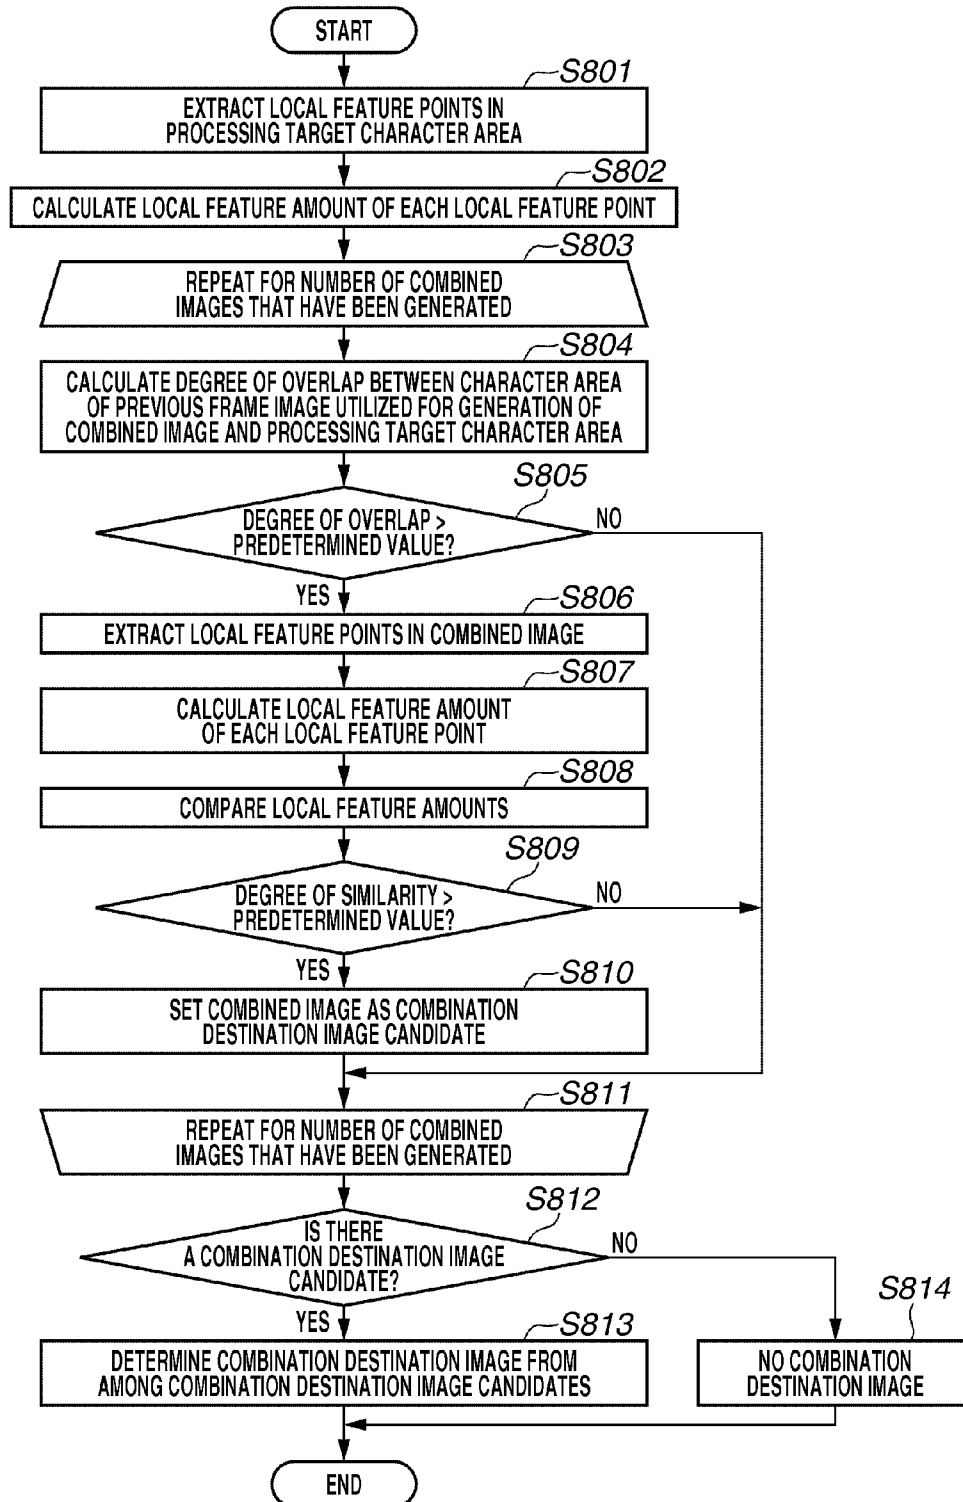 START
S801
EXTRACT LOCAL FEATURE POINTS IN
PROCESSING TARGET CHARACTER AREA
S802
CALCULATE LOCAL FEATURE AMOUNT OF EACH LOCAL FEATURE POINT
S803
REPEAT FOR NUMBER OF COMBINED
IMAGES THAT HAVE BEEN GENERATED
S804
CALCULATE DEGREE OF OVERLAP BETWEEN CHARACTER AREA
OF PREVIOUS FRAME IMAGE UTILIZED FOR GENERATION OF
COMBINED IMAGE AND PROCESSING TARGET CHARACTER AREA
S805
DEGREE OF OVERLAP >
PREDETERMINED VALUE?
NO
YES
S806
EXTRACT LOCAL FEATURE POINTS IN COMBINED IMAGE
S807
CALCULATE LOCAL FEATURE AMOUNT
OF EACH LOCAL FEATURE POINT
S808
COMPARE LOCAL FEATURE AMOUNTS
S809
DEGREE OF SIMILARITY >
PREDETERMINED VALUE?
NO
YES
S810
SET COMBINED IMAGE AS COMBINATION
DESTINATION IMAGE CANDIDATE
S811
REPEAT FOR NUMBER OF COMBINED
IMAGES THAT HAVE BEEN GENERATED
S812
IS THERE
A COMBINATION DESTINATION IMAGE
CANDIDATE?
NO
YES
S813
DETERMINE COMBINATION DESTINATION IMAGE FROM
AMONG COMBINATION DESTINATION IMAGE CANDIDATES
S814
NO COMBINATION
DESTINATION IMAGE
END